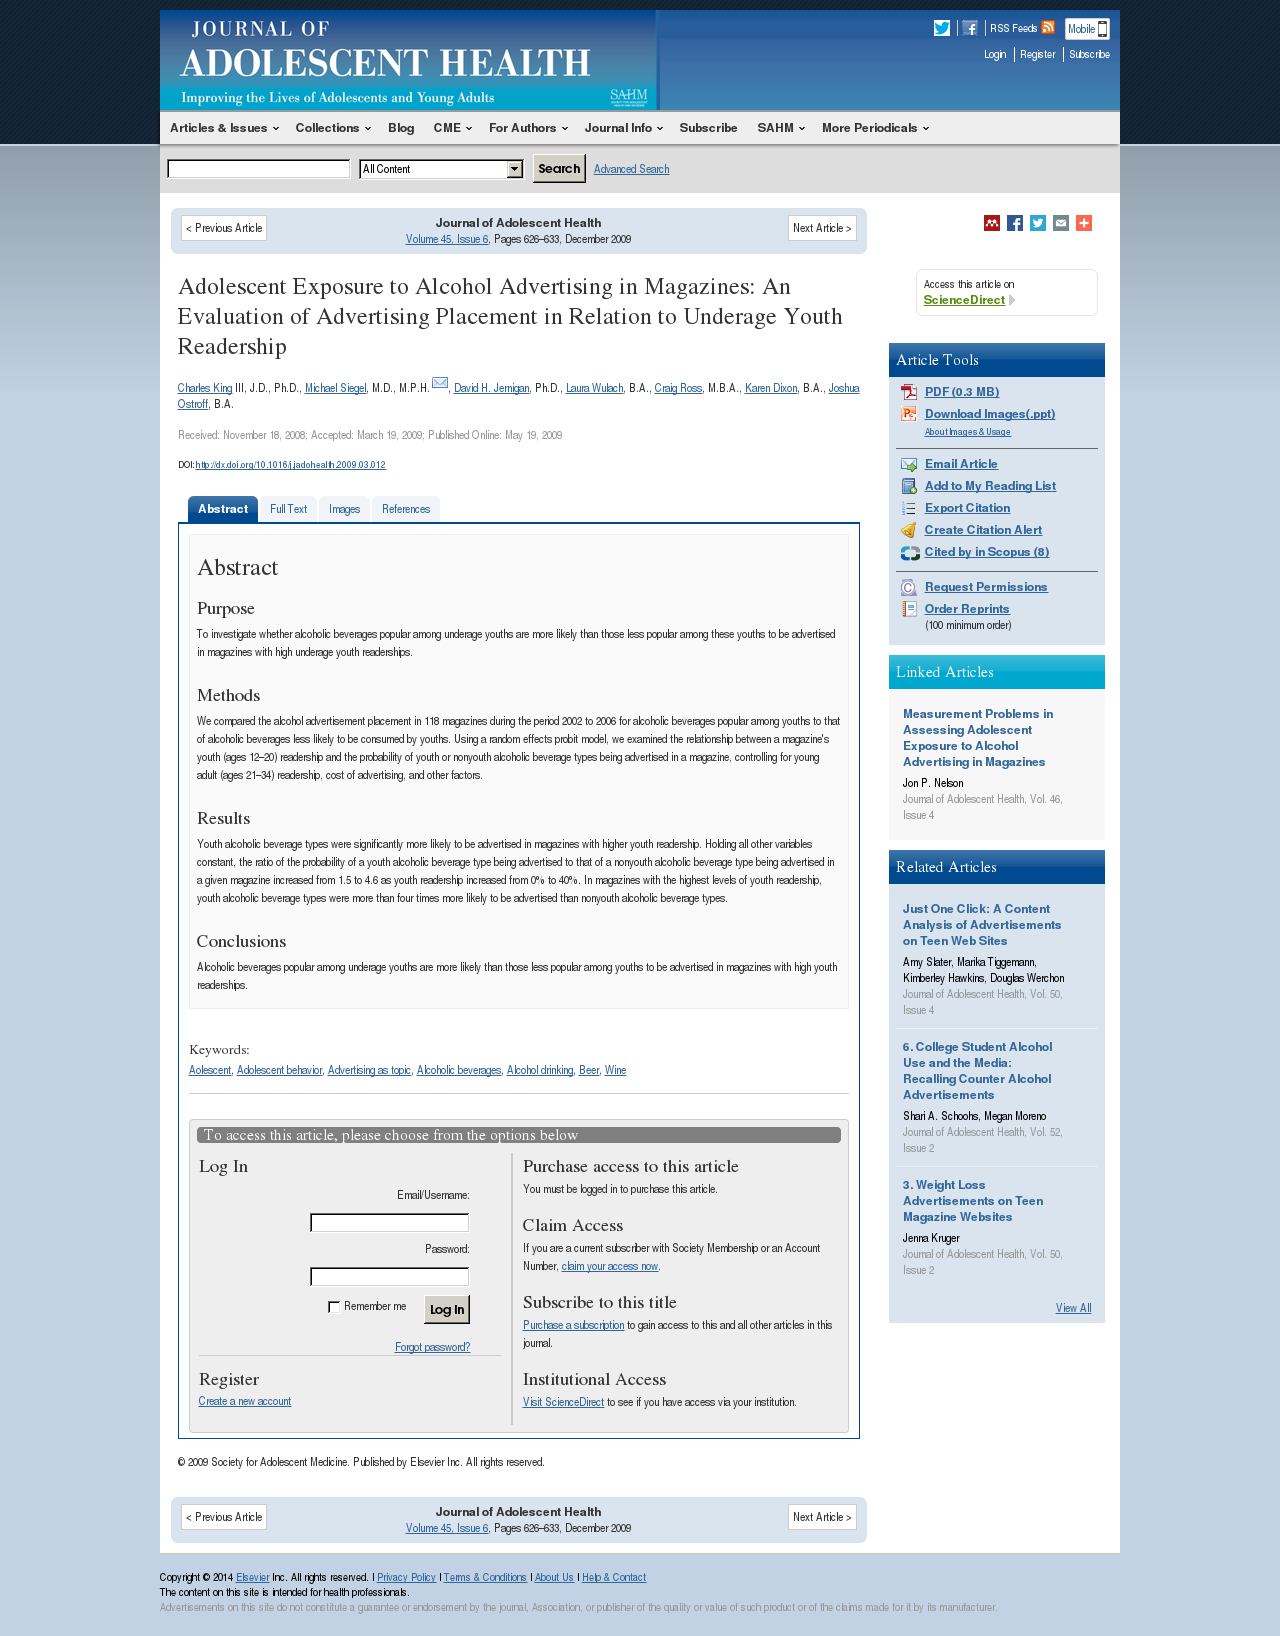 JOURNAL OF
ADOLESCENT HEALTH
Improving the Lives of Adolescents and Young Adults
SAHM
RSS Feeds
Mobile
Login | Register | Subscribe
Articles & Issues Collections Blog CME For Authors Journal Info Subscribe SAHM More Periodicals
All Content Search Advanced Search
< Previous Article
Journal of Adolescent Health
Volume 45, Issue 6, Pages 626–633, December 2009
Next Article >
Adolescent Exposure to Alcohol Advertising in Magazines: An
Evaluation of Advertising Placement in Relation to Underage Youth
Readership
Charles King III, J.D., Ph.D., Michael Siegel, M.D., M.P.H. , David H. Jernigan, Ph.D., Laura Wulach, B.A., Craig Ross, M.B.A., Karen Dixon, B.A., Joshua
Ostroff, B.A.
Received: November 18, 2008; Accepted: March 19, 2009; Published Online: May 19, 2009
DOI: http://dx.doi.org/10.1016/j.jadohealth.2009.03.012
Abstract Full Text Images References
Abstract
Purpose
To investigate whether alcoholic beverages popular among underage youths are more likely than those less popular among these youths to be advertised
in magazines with high underage youth readerships.
Methods
We compared the alcohol advertisement placement in 118 magazines during the period 2002 to 2006 for alcoholic beverages popular among youths to that
of alcoholic beverages less likely to be consumed by youths. Using a random effects probit model, we examined the relationship between a magazine's
youth (ages 12–20) readership and the probability of youth or nonyouth alcoholic beverage types being advertised in a magazine, controlling for young
adult (ages 21–34) readership, cost of advertising, and other factors.
Results
Youth alcoholic beverage types were significantly more likely to be advertised in magazines with higher youth readership. Holding all other variables
constant, the ratio of the probability of a youth alcoholic beverage type being advertised to that of a nonyouth alcoholic beverage type being advertised in
a given magazine increased from 1.5 to 4.6 as youth readership increased from 0% to 40%. In magazines with the highest levels of youth readership,
youth alcoholic beverage types were more than four times more likely to be advertised than nonyouth alcoholic beverage types.
Conclusions
Alcoholic beverages popular among underage youths are more likely than those less popular among youths to be advertised in magazines with high youth
readerships.
Keywords:
Aolescent, Adolescent behavior, Advertising as topic, Alcoholic beverages, Alcohol drinking, Beer, Wine
To access this article, please choose from the options below
Log In
Email/Username:
Password:
Remember me Log In
Forgot password?
Register
Create a new account
Purchase access to this article
You must be logged in to purchase this article.
Claim Access
If you are a current subscriber with Society Membership or an Account
Number, claim your access now.
Subscribe to this title
Purchase a subscription to gain access to this and all other articles in this
journal.
Institutional Access
Visit ScienceDirect to see if you have access via your institution.
© 2009 Society for Adolescent Medicine. Published by Elsevier Inc. All rights reserved.
< Previous Article
Journal of Adolescent Health
Volume 45, Issue 6, Pages 626–633, December 2009
Next Article >
Access this article on
ScienceDirect
Article Tools
PDF (0.3 MB)
Download Images(.ppt)
About Images & Usage
Email Article
Add to My Reading List
Export Citation
Create Citation Alert
Cited by in Scopus (8)
Request Permissions
Order Reprints
(100 minimum order)
Linked Articles
Measurement Problems in
Assessing Adolescent
Exposure to Alcohol
Advertising in Magazines
Jon P. Nelson
Journal of Adolescent Health, Vol. 46,
Issue 4
Related Articles
Just One Click: A Content
Analysis of Advertisements
on Teen Web Sites
Amy Slater, Marika Tiggemann,
Kimberley Hawkins, Douglas Werchon
Journal of Adolescent Health, Vol. 50,
Issue 4
6. College Student Alcohol
Use and the Media:
Recalling Counter Alcohol
Advertisements
Shari A. Schoohs, Megan Moreno
Journal of Adolescent Health, Vol. 52,
Issue 2
3. Weight Loss
Advertisements on Teen
Magazine Websites
Jenna Kruger
Journal of Adolescent Health, Vol. 50,
Issue 2
View All
Copyright © 2014 Elsevier Inc. All rights reserved. | Privacy Policy | Terms & Conditions | About Us | Help & Contact
The content on this site is intended for health professionals.
Advertisements on this site do not constitute a guarantee or endorsement by the journal, Association, or publisher of the quality or value of such product or of the claims made for it by its manufacturer.